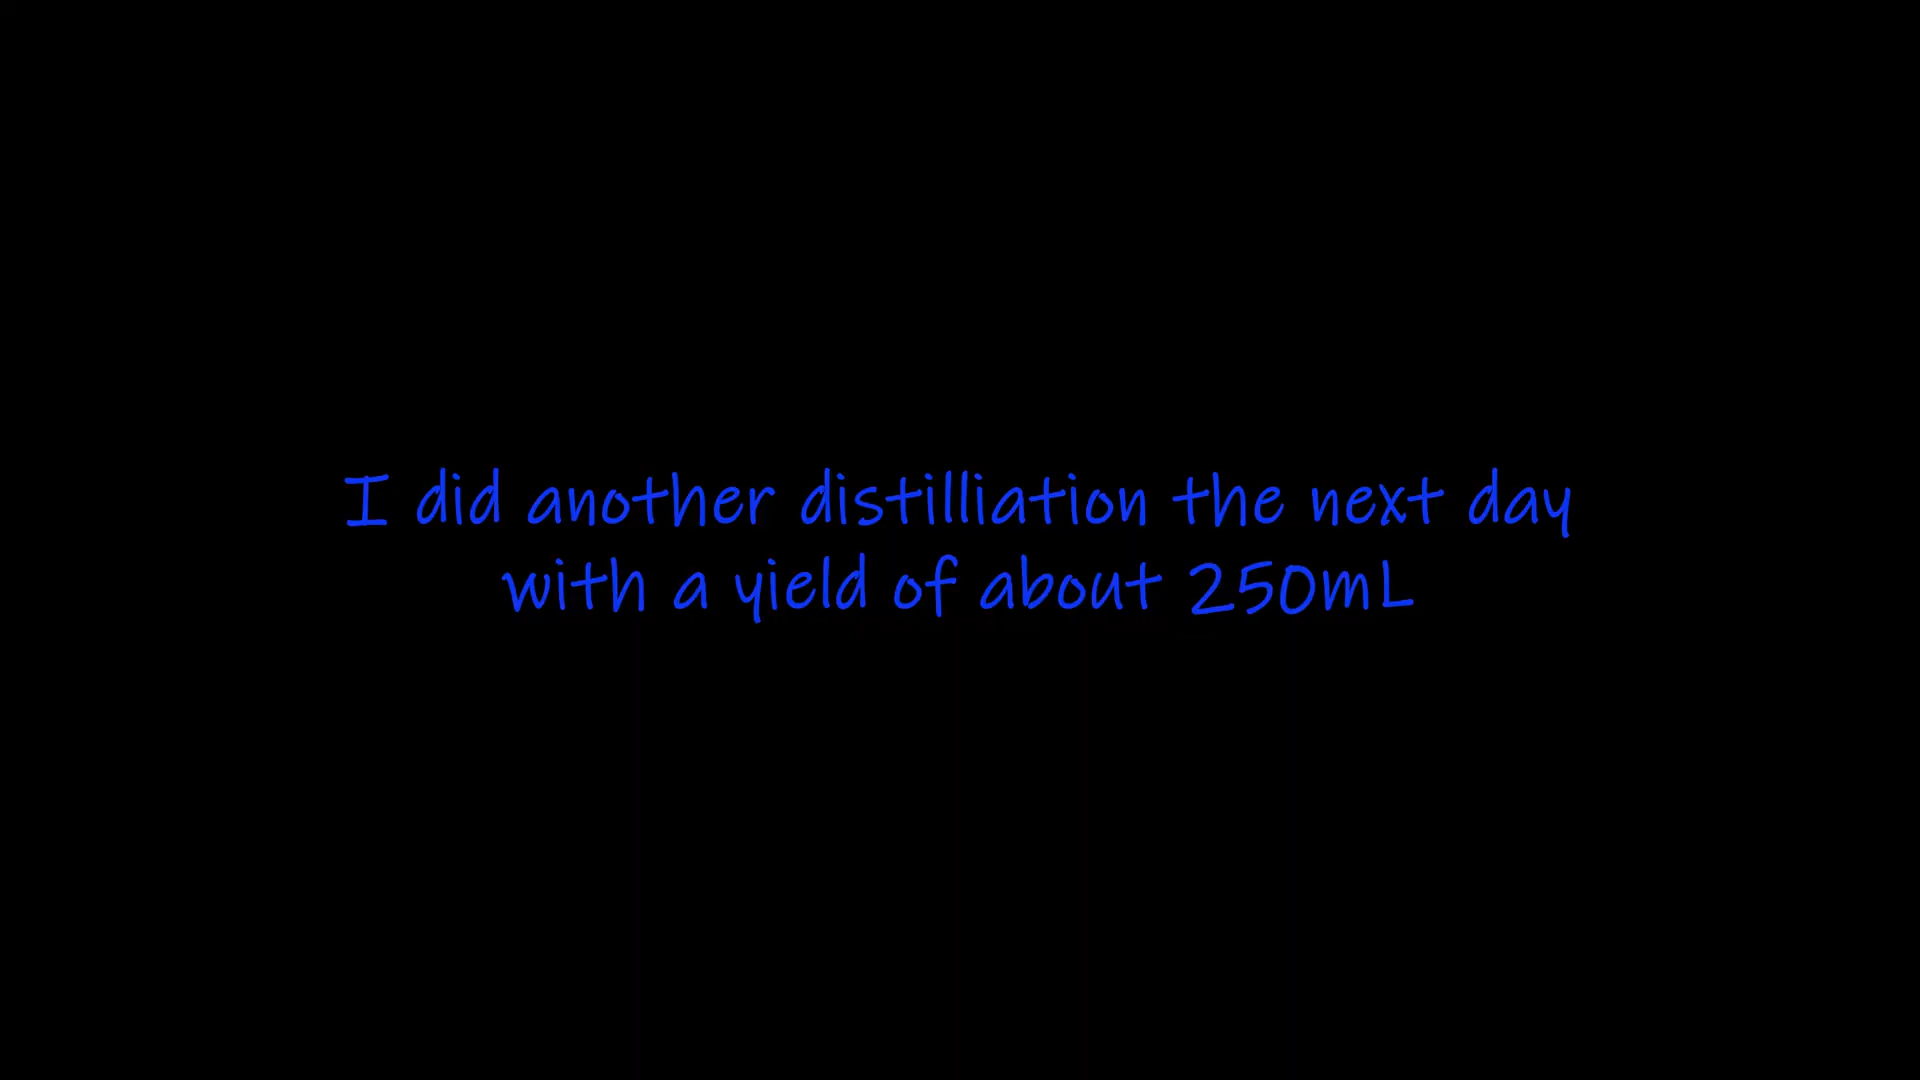 I did another distilliation the next day
with a yield of about 250mL